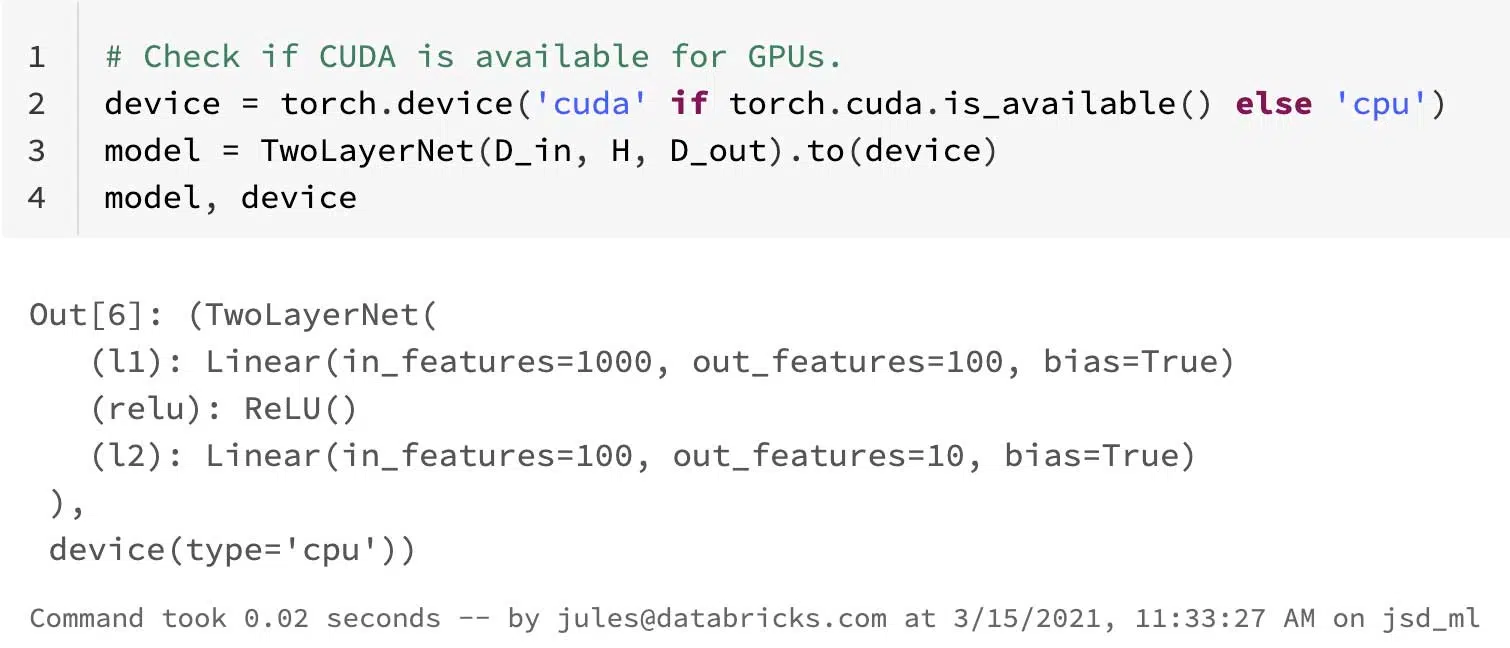 1 # Check if CUDA is available for GPUs.
2 device = torch.device('cuda' if torch.cuda.is_available() else 'cpu')
3 model = TwoLayerNet(D_in, H, D_out).to(device)
4 model, device
Out[6]: (TwoLayerNet(
   (l1): Linear(in_features=1000, out_features=100, bias=True)
   (relu): ReLU()
   (l2): Linear(in_features=100, out_features=10, bias=True)
 ),
 device(type='cpu'))
Command took 0.02 seconds -- by jules@databricks.com at 3/15/2021, 11:33:27 AM on jsd_ml